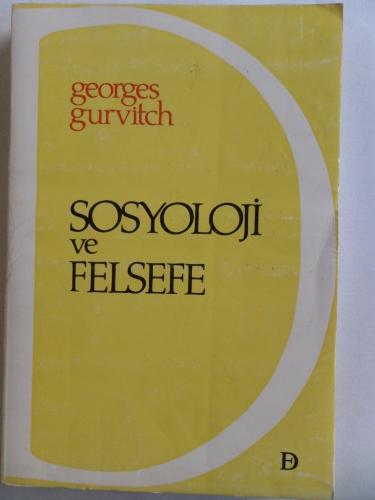 georges
gurvitch
SOSYOLOJİ
ve
FELSEFE